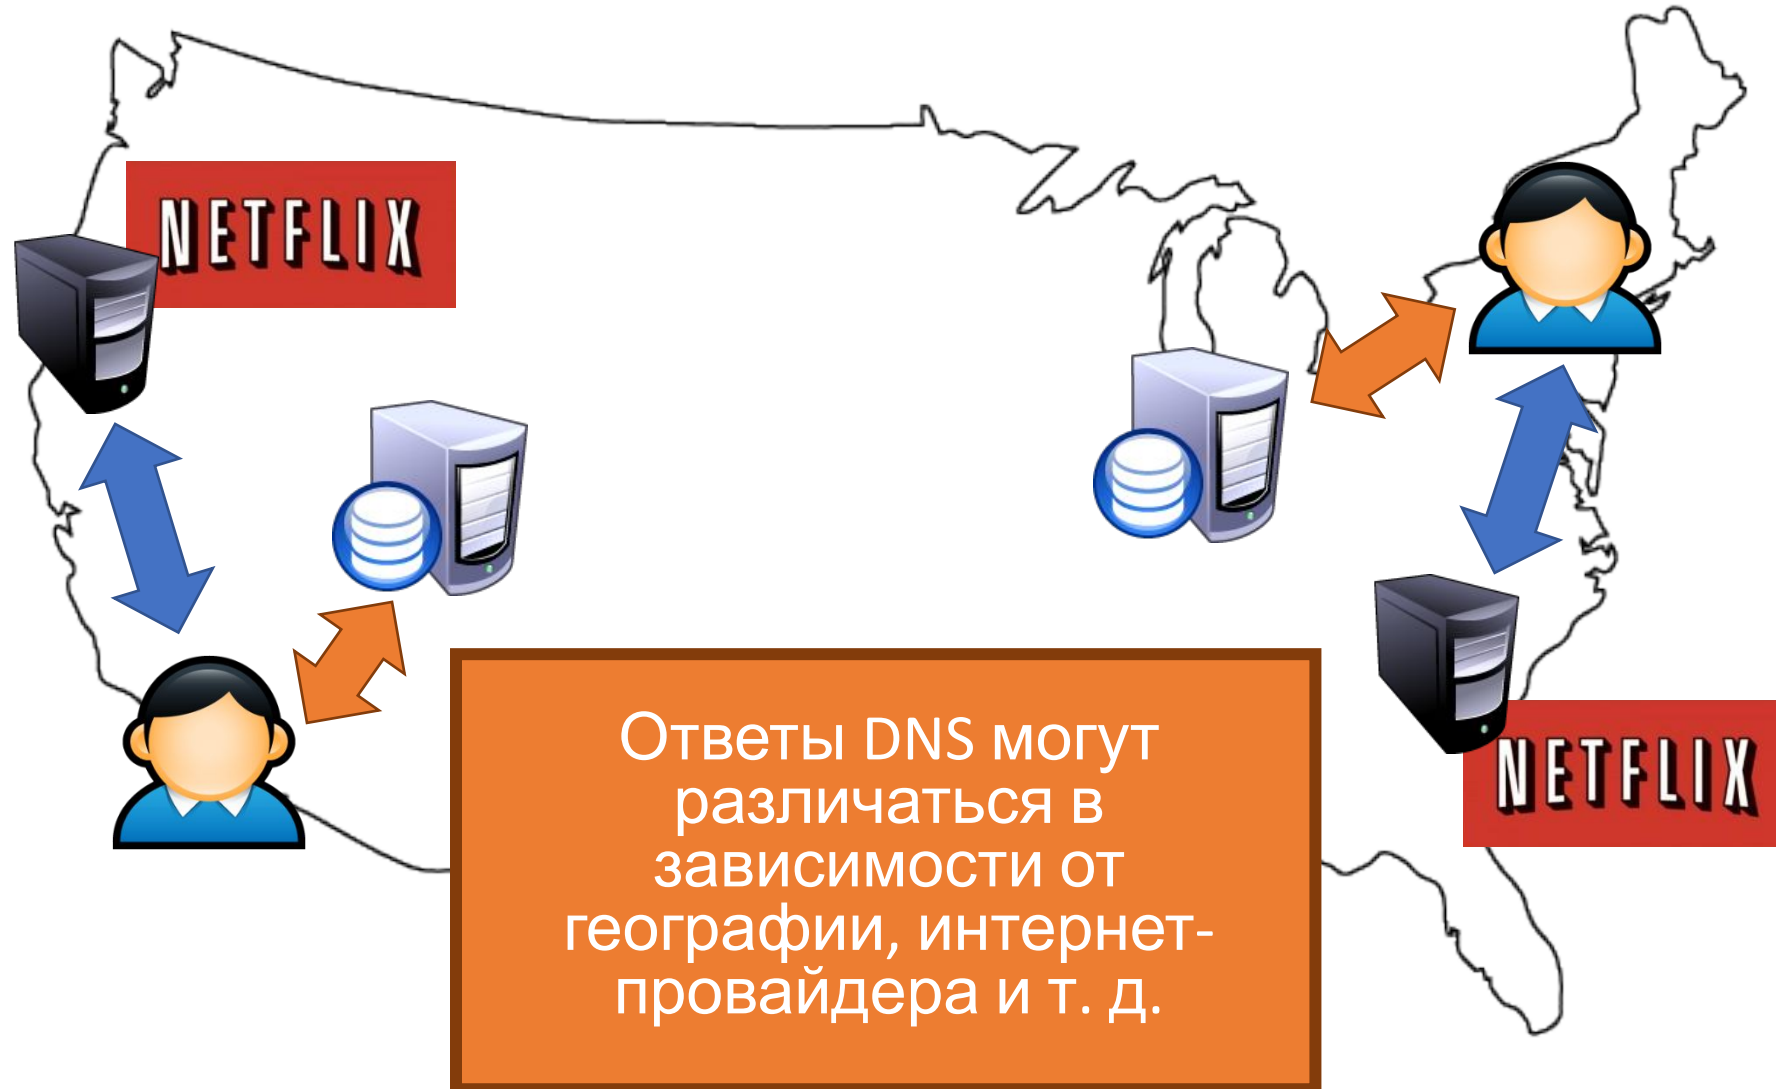 NETFLIX
Ответы DNS могут
различаться в
зависимости от
географии, интернет-
провайдера и т. д.
NETFLIX